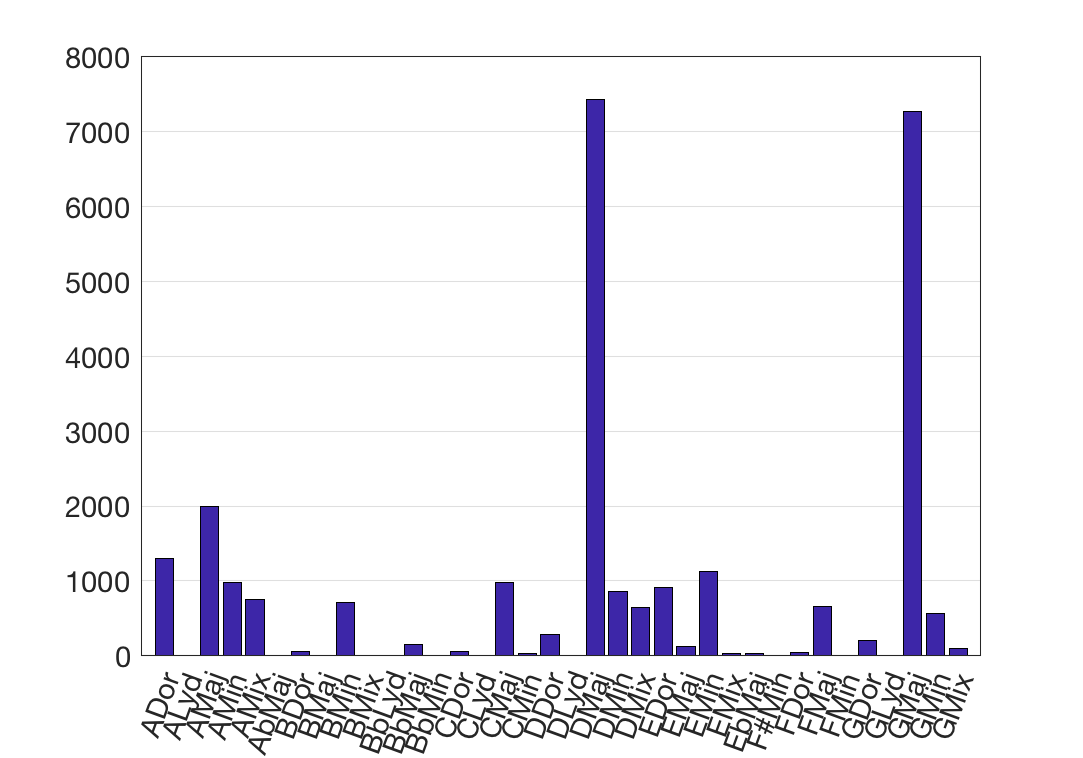 8000
7000
6000
5000
4000
3000
2000
1000
0
ADor
ALyd
AMaj
AMin
AMix
AbMaj
BDor
BMaj
BMin
BMix
BbLyd
BbMaj
BbMin
CDor
CLyd
CMaj
CMin
DDor
DLyd
DMaj
DMin
DMix
EDor
EMaj
EMin
EMix
EbMaj
F#Min
FDor
FMaj
FMin
GDor
GLyd
GMaj
GMin
GMix